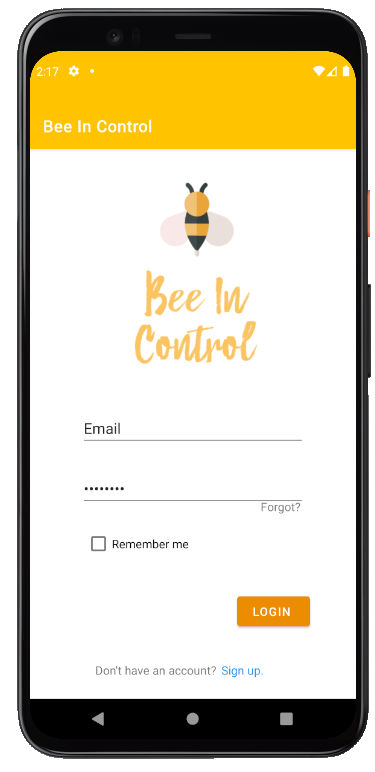 2:17
Bee In Control
Bee In
Control
Email
••••••••
Forgot?
Remember me
LOGIN
Don't have an account? Sign up.